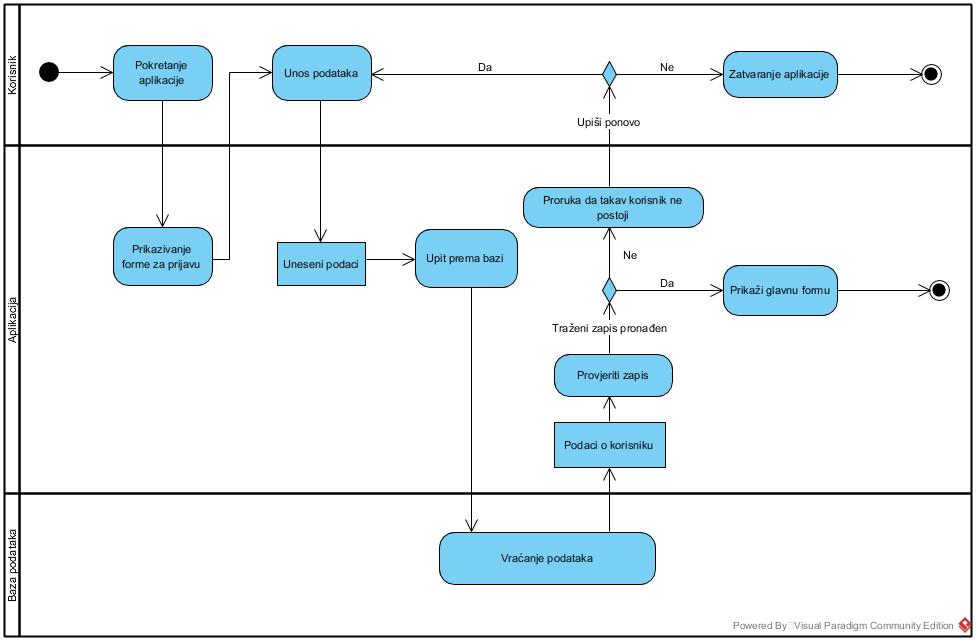 Korisnik
Pokretanje
aplikacije
Unos podataka
Da
Ne
Zatvaranje aplikacije
Upiši ponovo
Aplikacija
Proruka da takav korisnik ne
postoji
Prikazivanje
forme za prijavu
Uneseni podaci
Upit prema bazi
Ne
Da
Prikaži glavnu formu
Traženi zapis pronađen
Provjeriti zapis
Podaci o korisniku
Baza podataka
Vraćanje podataka
Powered By Visual Paradigm Community Edition